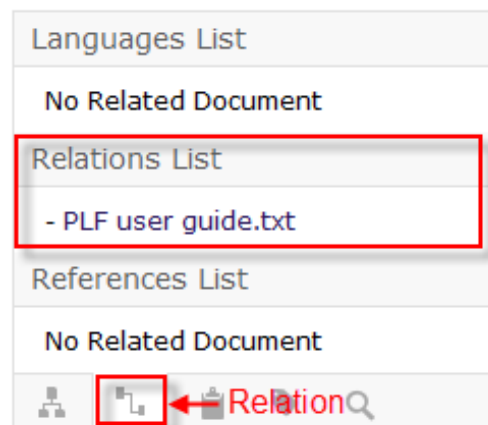 Languages List
No Related Document
Relations List
- PLF user guide.txt
References List
No Related Document
Relation